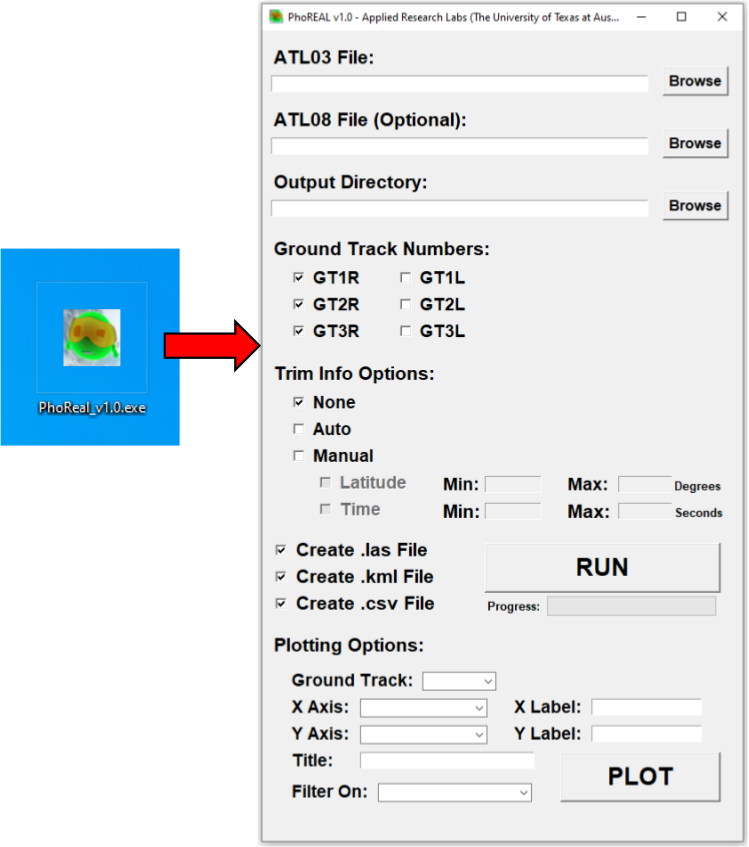 PhoREAL v1.0 - Applied Research Labs (The University of Texas at Aus...
ATL03 File:
Browse
ATL08 File (Optional):
Browse
Output Directory:
Browse
Ground Track Numbers:
GT1R GT1L
GT2R GT2L
GT3R GT3L
PhoReal_v1.0.exe
Trim Info Options:
None
Auto
Manual
Latitude Min: Max: Degrees
Time Min: Max: Seconds
Create .las File
Create .kml File
Create .csv File
RUN
Progress:
Plotting Options:
Ground Track:
X Axis: X Label:
Y Axis: Y Label:
Title:
Filter On:
PLOT